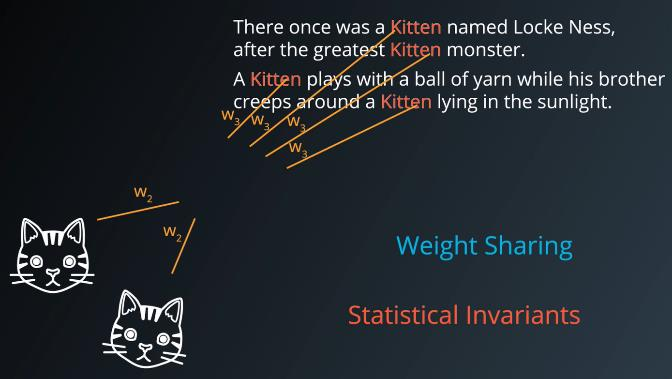 There once was a Kitten named Locke Ness,
after the greatest Kitten monster.
A Kitten plays with a ball of yarn while his brother
creeps around a Kitten lying in the sunlight.
w3 w3 w3
w3
w2
w2
Weight Sharing
Statistical Invariants